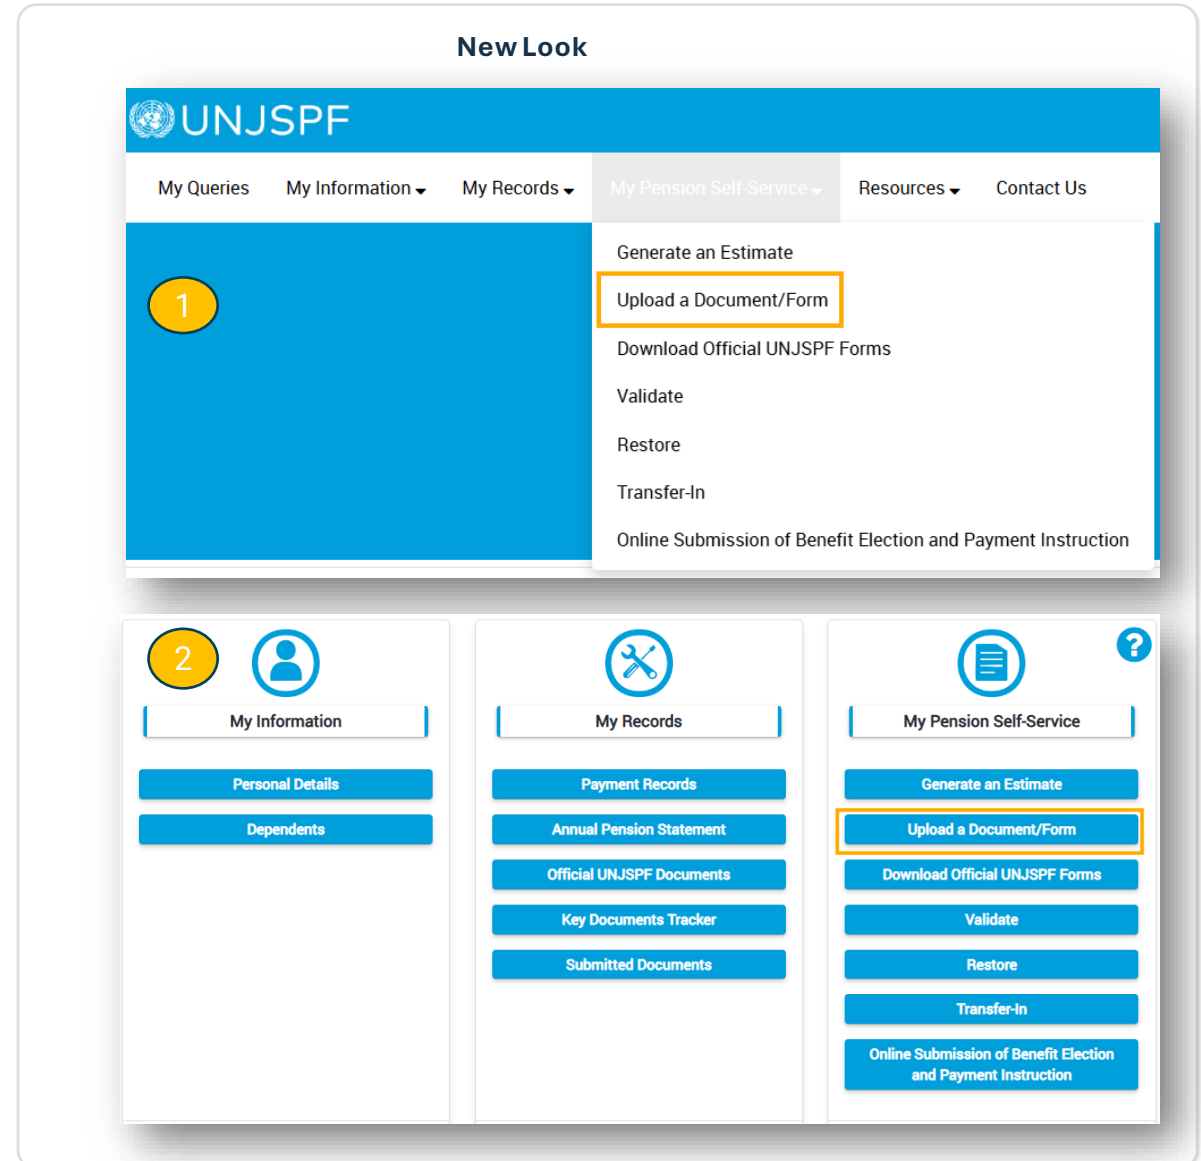 New Look
UNJSPF
My Queries My Information My Records My Pension Self-Service Resources Contact Us
Generate an Estimate
1
Upload a Document/Form
Download Official UNJSPF Forms
Validate
Restore
Transfer-In
Online Submission of Benefit Election and Payment Instruction
2
?
My Information
Personal Details
Dependents
My Records
Payment Records
Annual Pension Statement
Official UNJSPF Documents
Key Documents Tracker
Submitted Documents
My Pension Self-Service
Generate an Estimate
Upload a Document/Form
Download Official UNJSPF Forms
Validate
Restore
Transfer-In
Online Submission of Benefit Election
and Payment Instruction